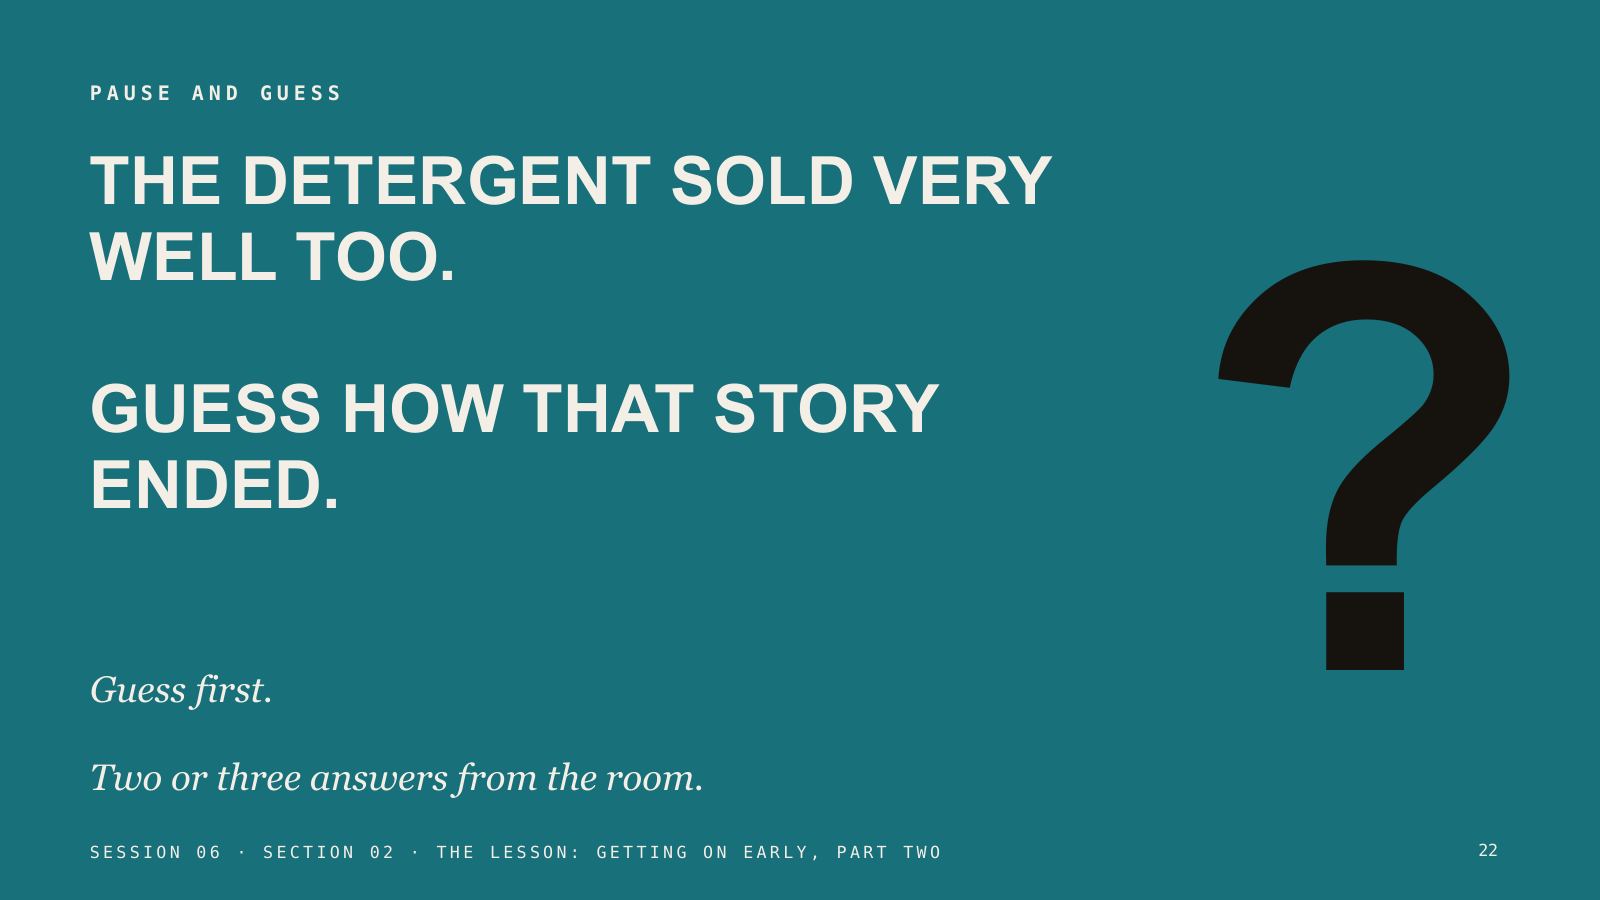 PAUSE AND GUESS
THE DETERGENT SOLD VERY
WELL TOO.
GUESS HOW THAT STORY
ENDED.
?
Guess first.
Two or three answers from the room.
SESSION 06 · SECTION 02 · THE LESSON: GETTING ON EARLY, PART TWO
22